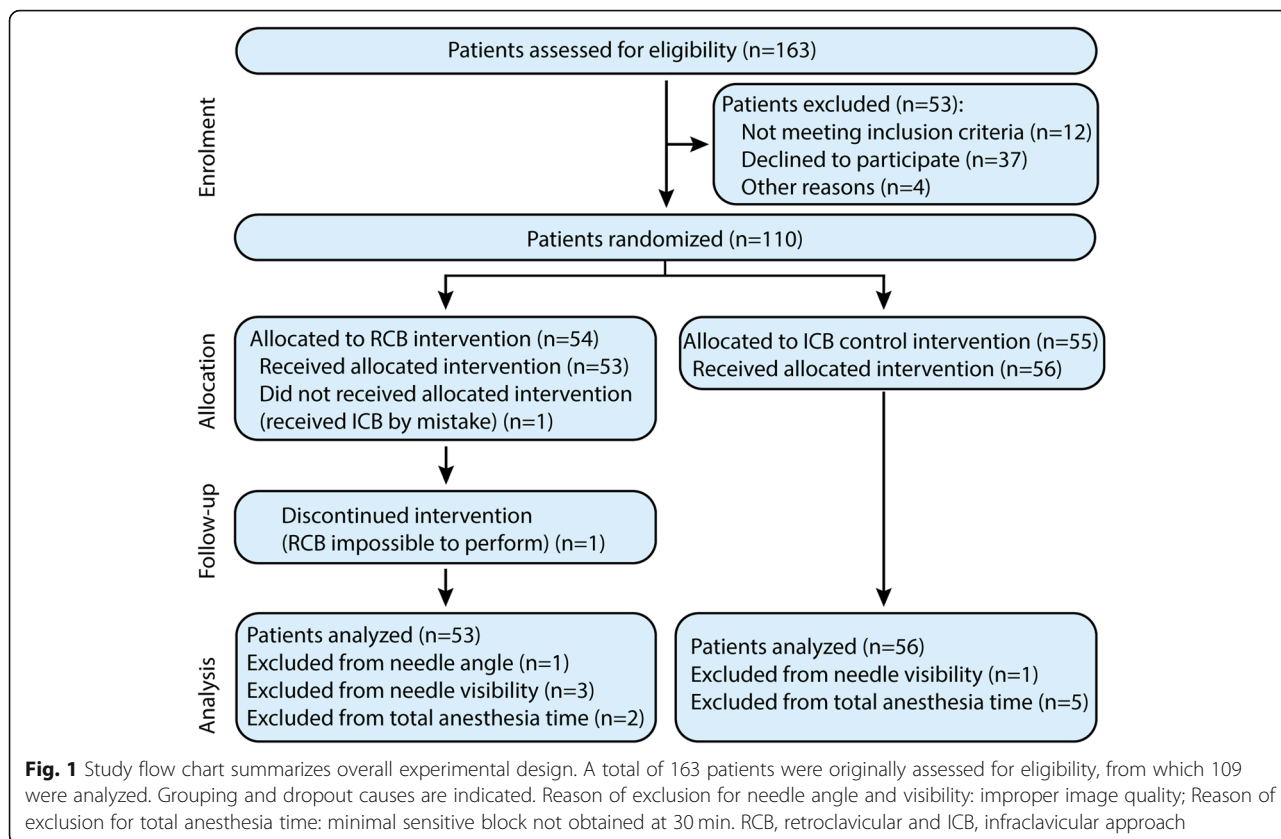 Patients assessed for eligibility (n=163)
Enrolment
Patients excluded (n=53):
Not meeting inclusion criteria (n=12)
Declined to participate (n=37)
Other reasons (n=4)
Patients randomized (n=110)
Allocation
Allocated to RCB intervention (n=54)
Received allocated intervention (n=53)
Did not received allocated intervention
(received ICB by mistake) (n=1)
Allocated to ICB control intervention (n=55)
Received allocated intervention (n=56)
Follow-up
Discontinued intervention
(RCB impossible to perform) (n=1)
Analysis
Patients analyzed (n=53)
Excluded from needle angle (n=1)
Excluded from needle visibility (n=3)
Excluded from total anesthesia time (n=2)
Patients analyzed (n=56)
Excluded from needle visibility (n=1)
Excluded from total anesthesia time (n=5)
Fig. 1 Study flow chart summarizes overall experimental design. A total of 163 patients were originally assessed for eligibility, from which 109
were analyzed. Grouping and dropout causes are indicated. Reason of exclusion for needle angle and visibility: improper image quality; Reason of
exclusion for total anesthesia time: minimal sensitive block not obtained at 30 min. RCB, retroclavicular and ICB, infraclavicular approach